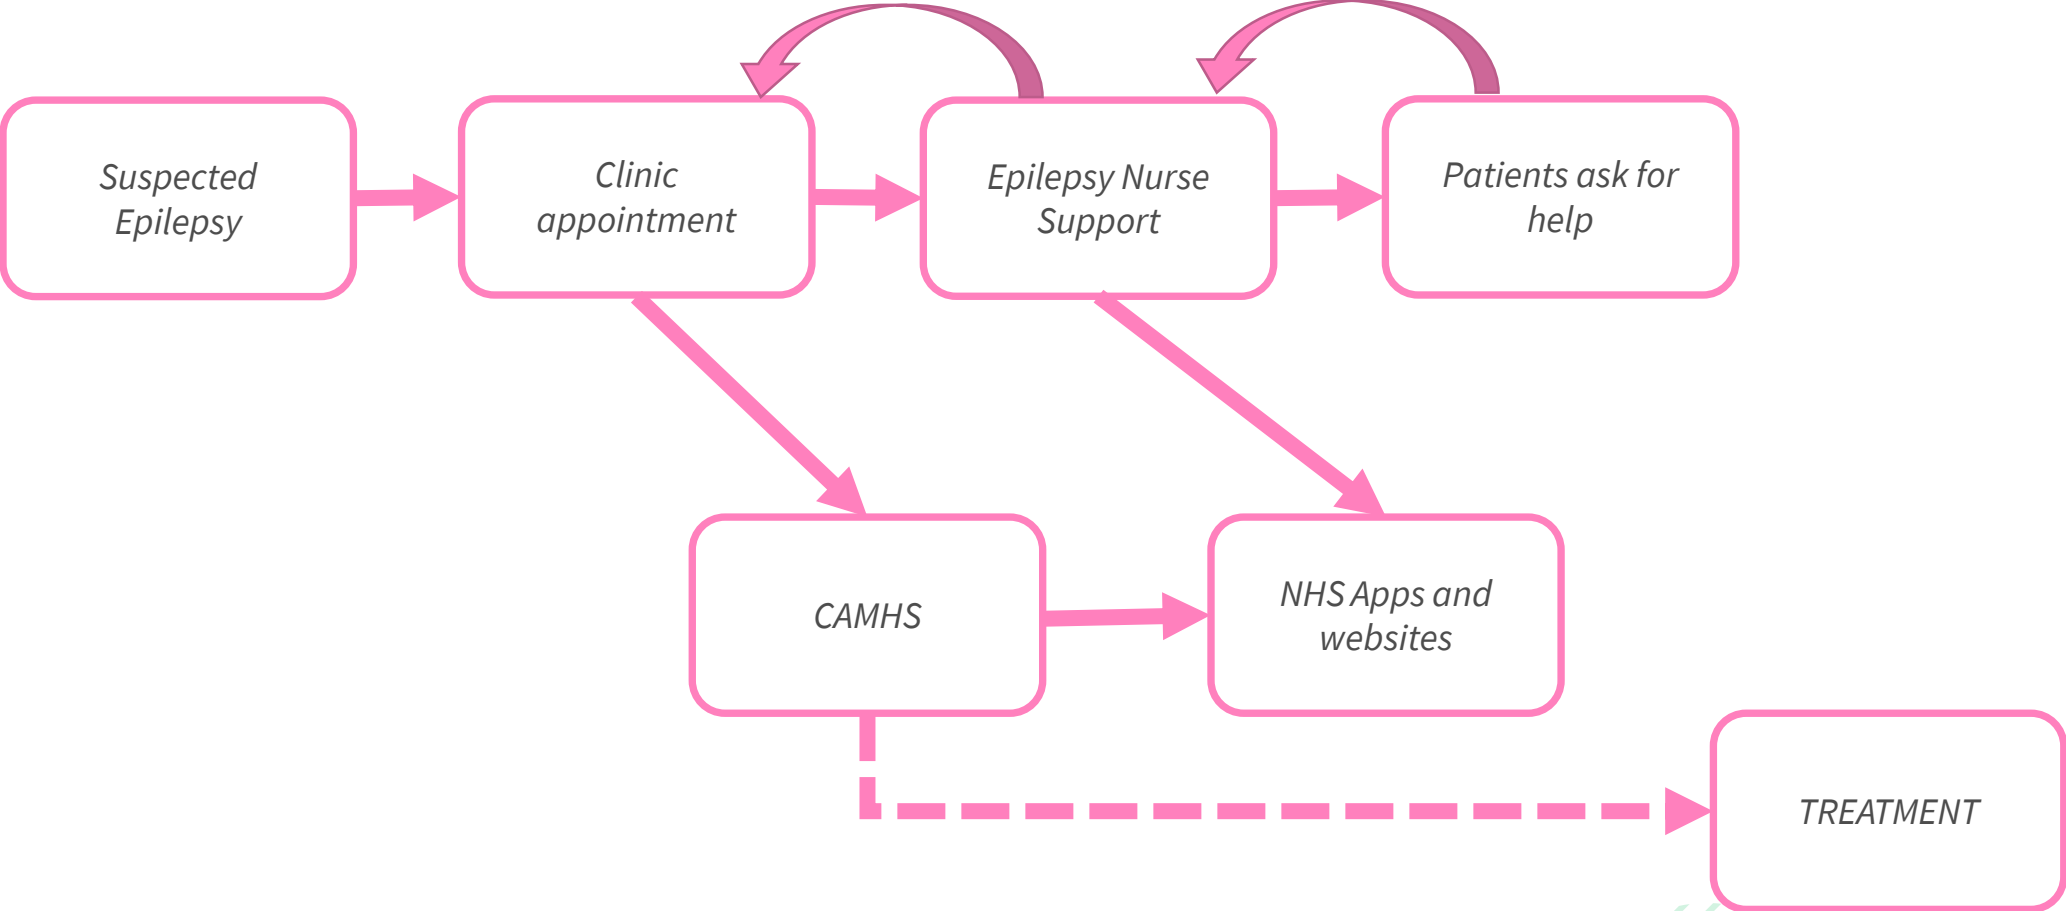 Suspected
Epilepsy
Clinic
appointment
Epilepsy Nurse
Support
Patients ask for
help
CAMHS
NHS Apps and
websites
TREATMENT